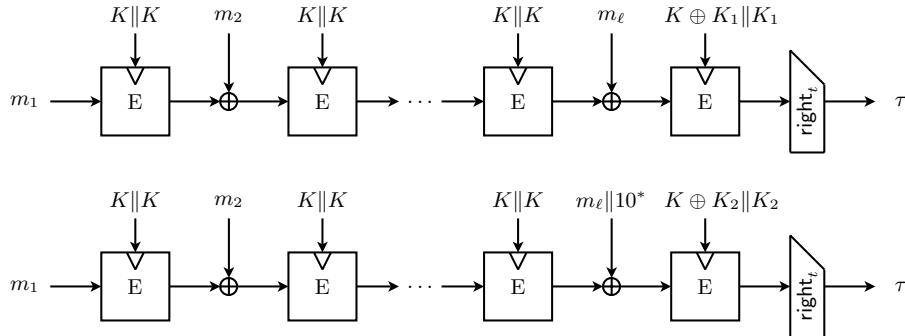 K∥K m₂ K∥K K∥K m_ℓ K ⊕ K₁∥K₁
m₁ E E ⋯ E E right_t τ
K∥K m₂ K∥K K∥K m_ℓ∥10* K ⊕ K₂∥K₂
m₁ E E ⋯ E E right_t τ